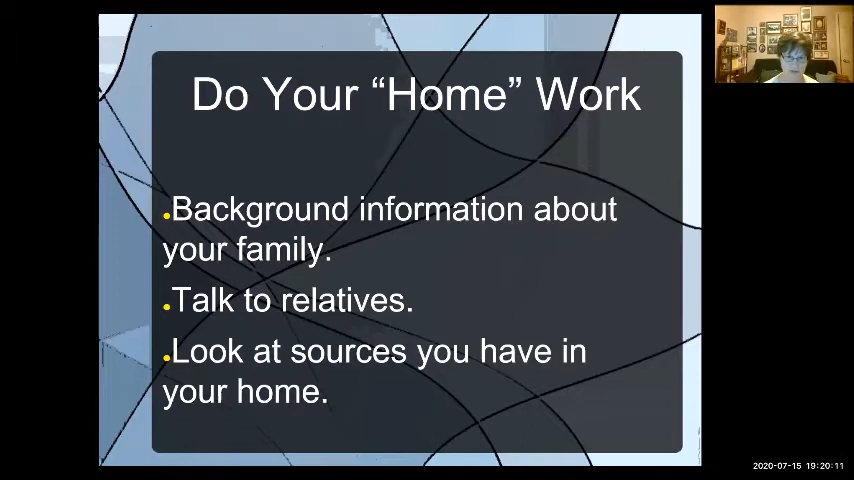 Do Your “Home” Work
●Background information about
your family.
●Talk to relatives.
●Look at sources you have in
your home.
2020-07-15 19:20:11